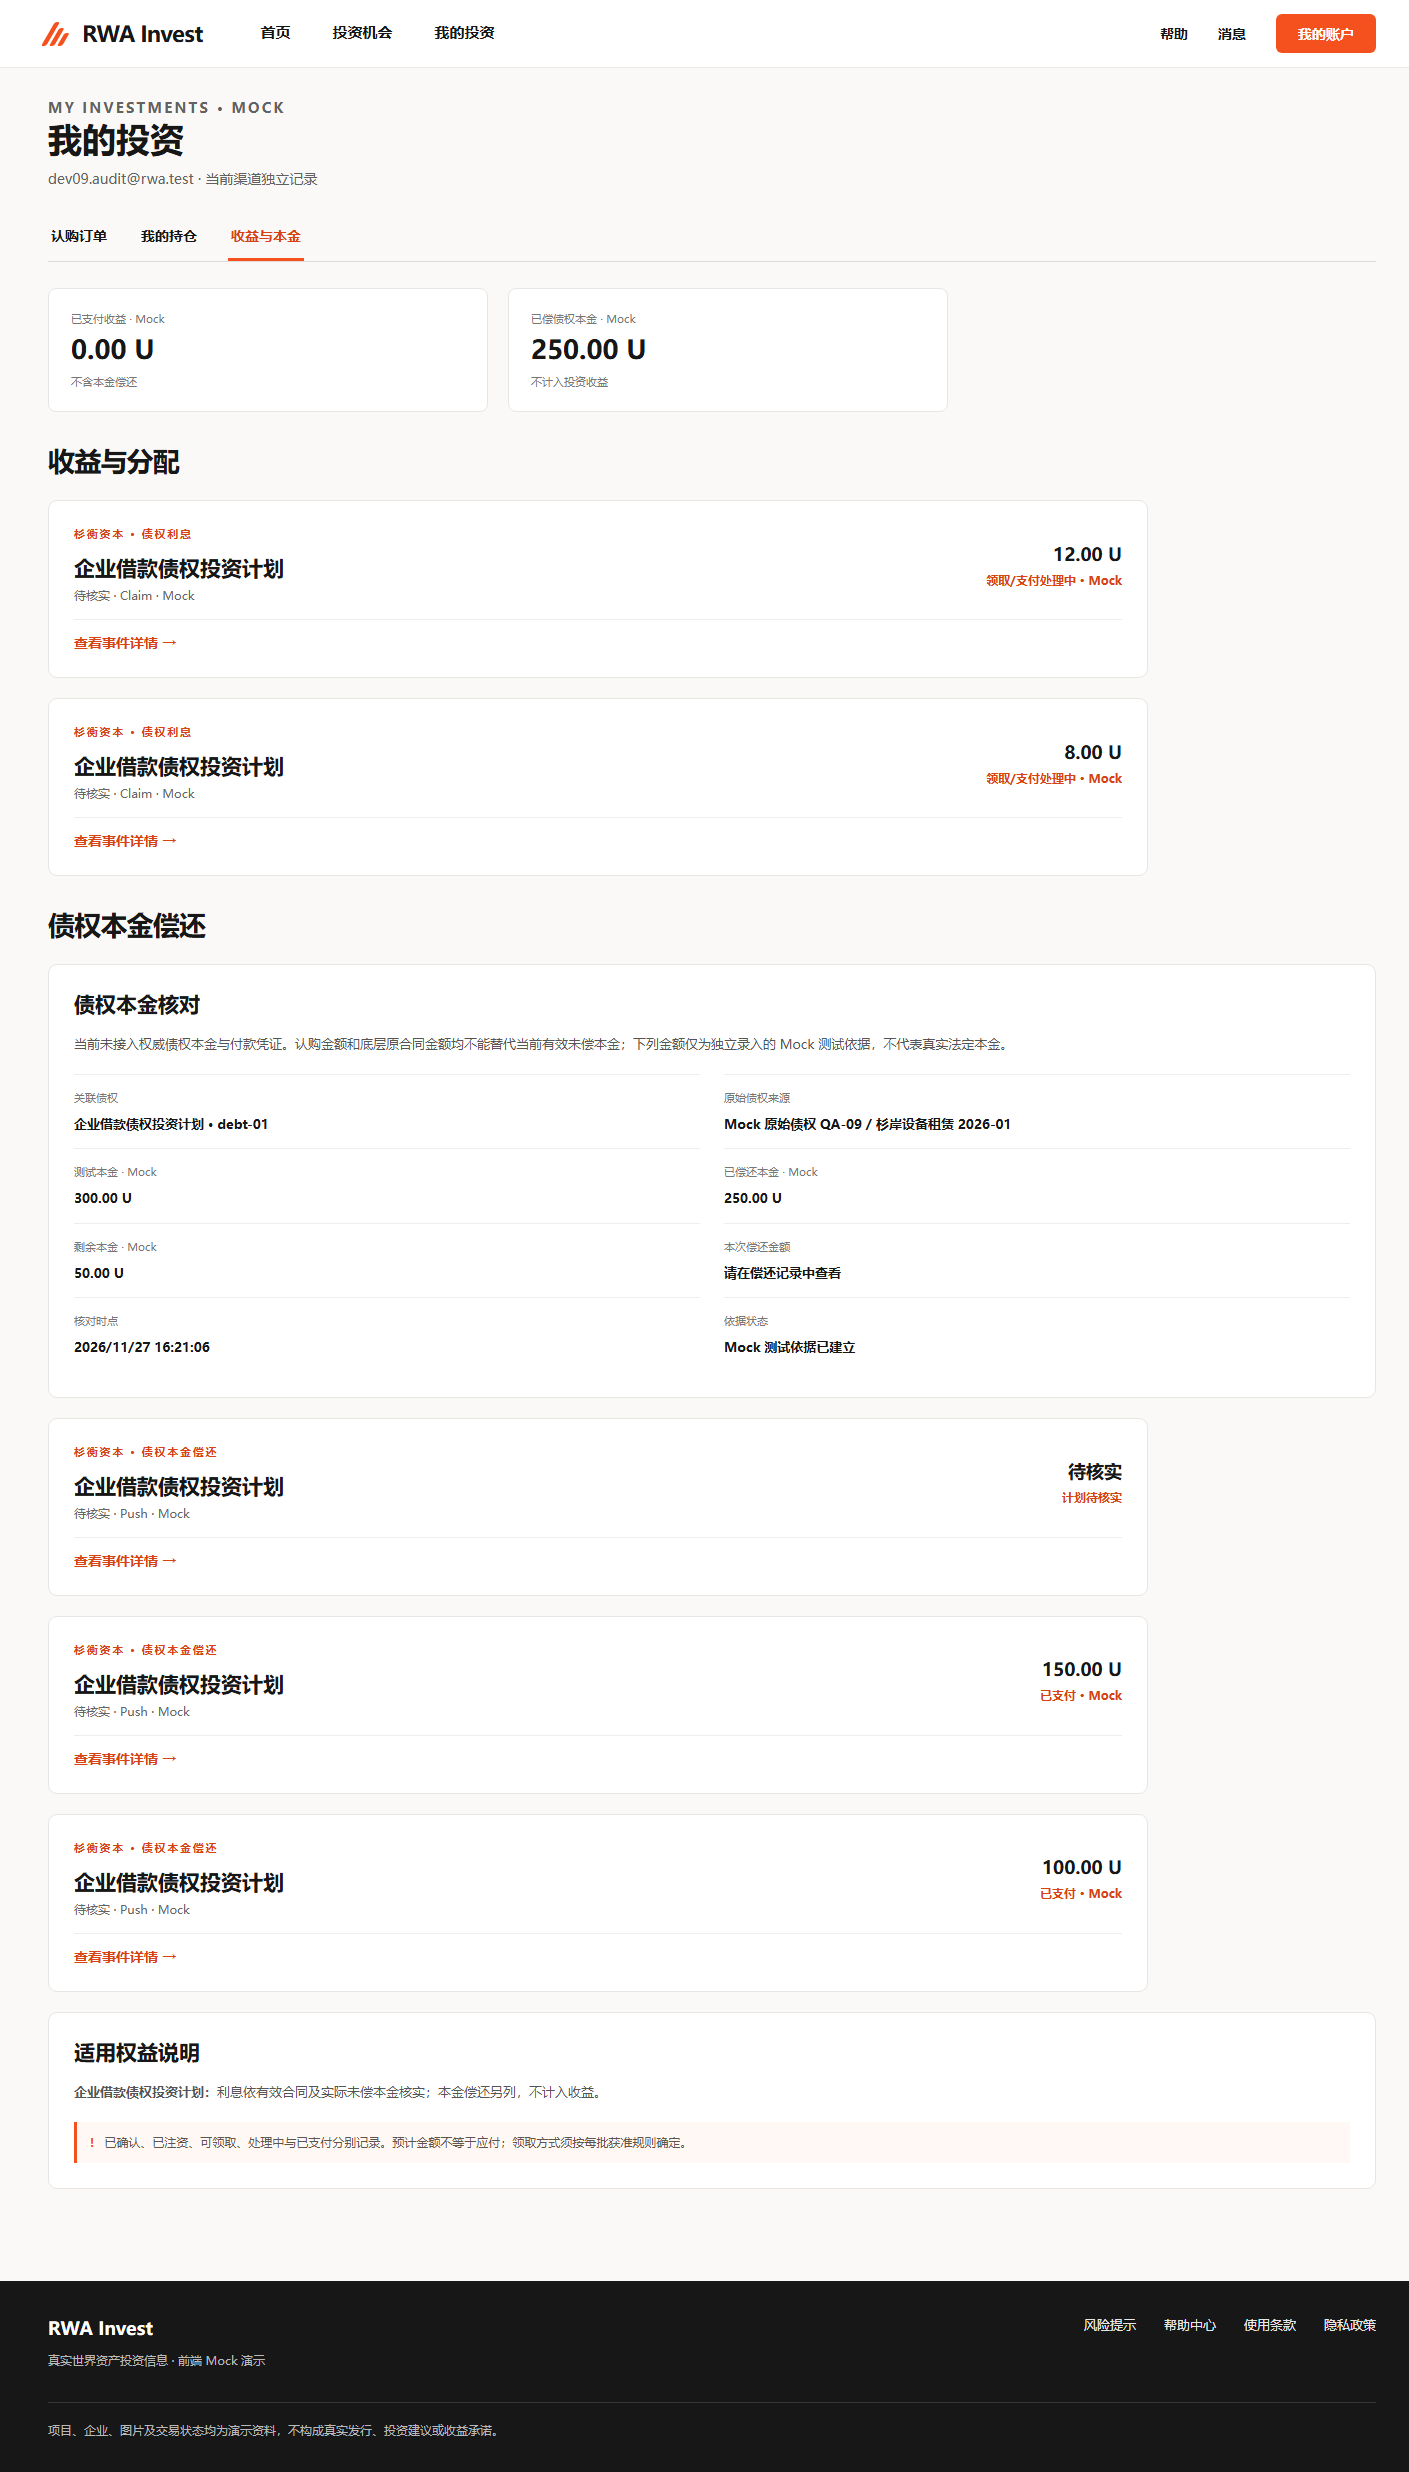 RWA Invest 首页 投资机会 我的投资 帮助 消息 我的账户
MY INVESTMENTS • MOCK
我的投资
dev09.audit@rwa.test · 当前渠道独立记录
认购订单 我的持仓 收益与本金
已支付收益 · Mock
0.00 U
不含本金偿还
已偿债权本金 · Mock
250.00 U
不计入投资收益
收益与分配
杉衡资本 • 债权利息
企业借款债权投资计划
待核实 · Claim · Mock
12.00 U
领取/支付处理中 • Mock
查看事件详情 →
杉衡资本 • 债权利息
企业借款债权投资计划
待核实 · Claim · Mock
8.00 U
领取/支付处理中 • Mock
查看事件详情 →
债权本金偿还
债权本金核对
当前未接入权威债权本金与付款凭证。认购金额和底层原合同金额均不能替代当前有效未偿本金；下列金额仅为独立录入的 Mock 测试依据，不代表真实法定本金。
关联债权
企业借款债权投资计划 • debt-01
原始债权来源
Mock 原始债权 QA-09 / 杉岸设备租赁 2026-01
测试本金 · Mock
300.00 U
已偿还本金 · Mock
250.00 U
剩余本金 · Mock
50.00 U
本次偿还金额
请在偿还记录中查看
核对时点
2026/11/27 16:21:06
依据状态
Mock 测试依据已建立
杉衡资本 • 债权本金偿还
企业借款债权投资计划
待核实 · Push · Mock
待核实
计划待核实
查看事件详情 →
杉衡资本 • 债权本金偿还
企业借款债权投资计划
待核实 · Push · Mock
150.00 U
已支付 • Mock
查看事件详情 →
杉衡资本 • 债权本金偿还
企业借款债权投资计划
待核实 · Push · Mock
100.00 U
已支付 • Mock
查看事件详情 →
适用权益说明
企业借款债权投资计划：利息依有效合同及实际未偿本金核实；本金偿还另列，不计入收益。
! 已确认、已注资、可领取、处理中与已支付分别记录。预计金额不等于应付；领取方式须按每批获准规则确定。
RWA Invest
真实世界资产投资信息 · 前端 Mock 演示
风险提示 帮助中心 使用条款 隐私政策
项目、企业、图片及交易状态均为演示资料，不构成真实发行、投资建议或收益承诺。